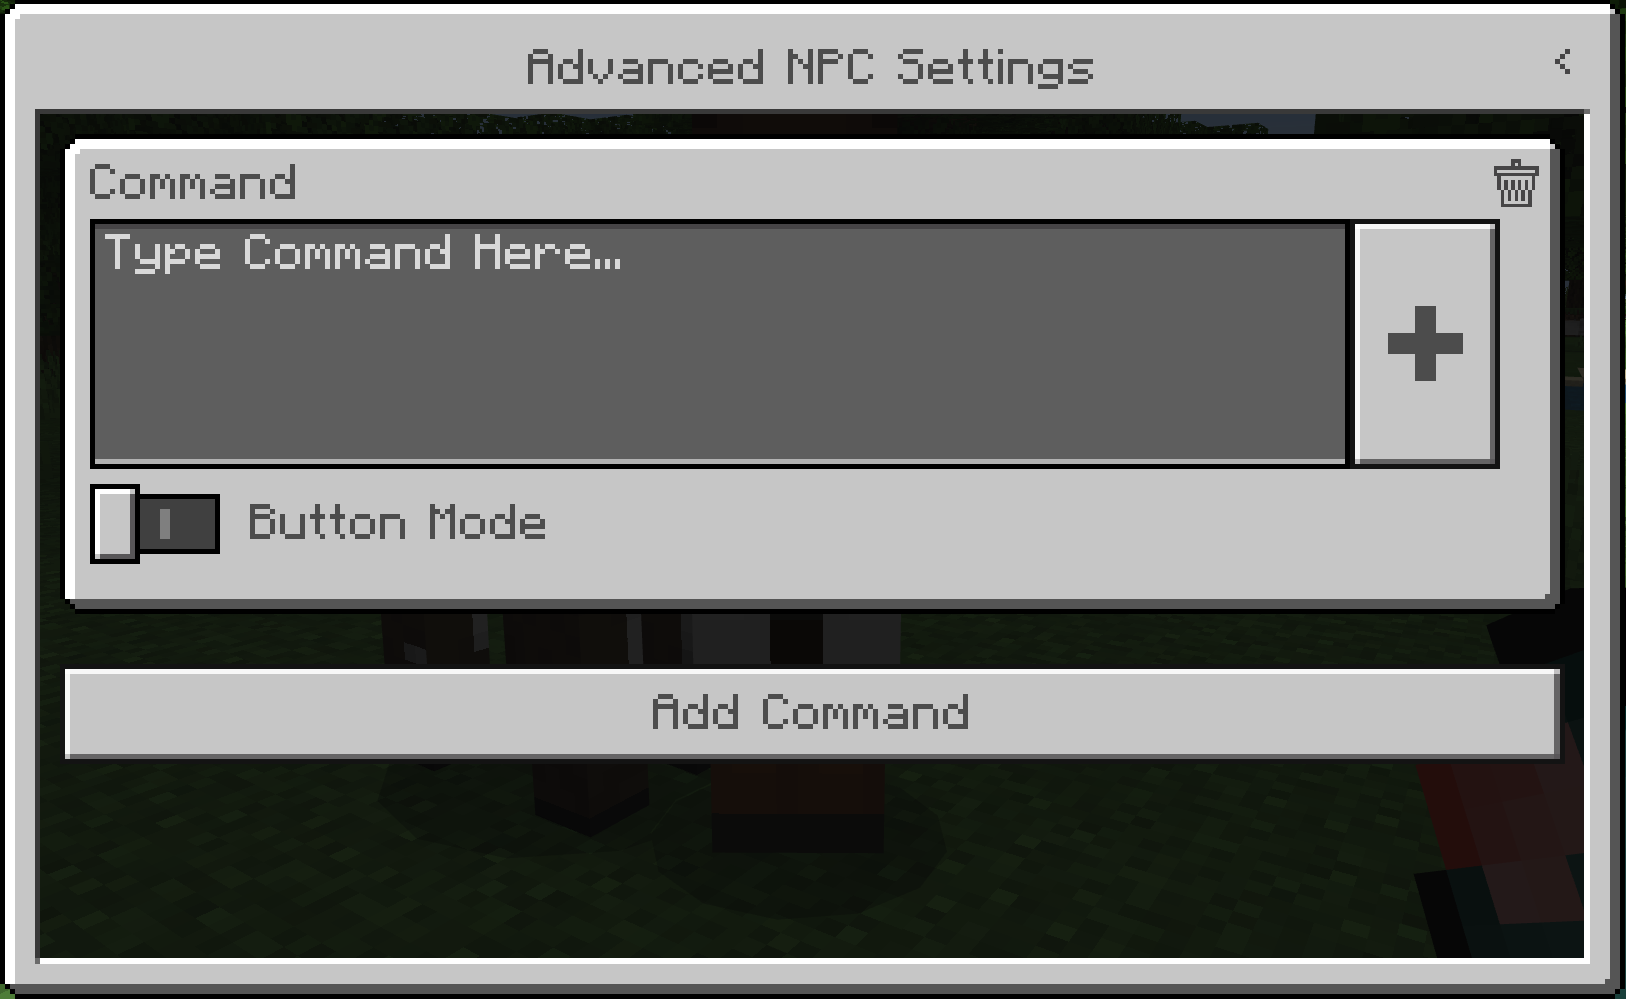 Advanced NPC Settings
Command
Type Command Here...
Button Mode
Add Command